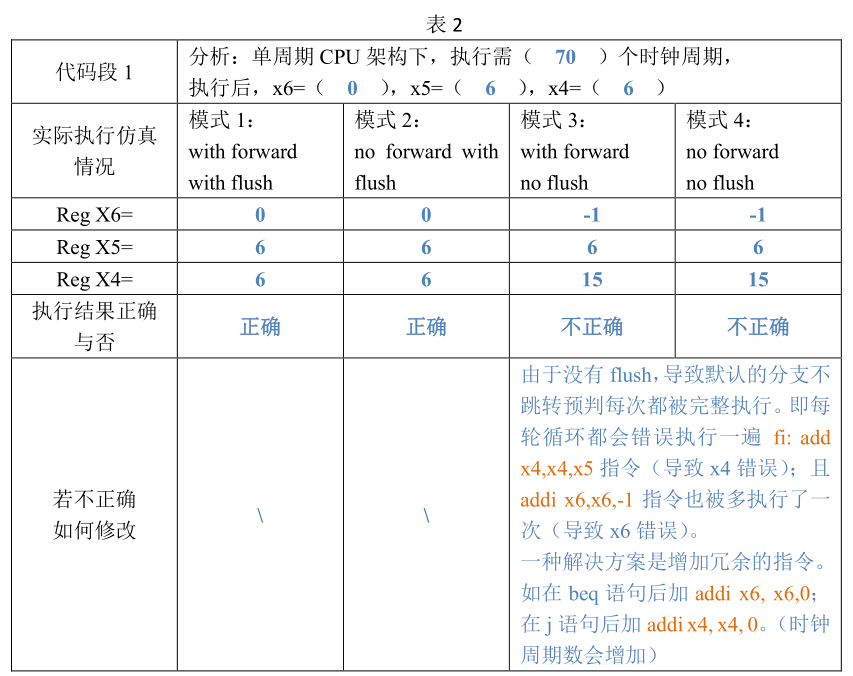 表 2
代码段 1
分析：单周期 CPU 架构下，执行需（ 70 ）个时钟周期，
执行后，x6=（ 0 ），x5=（ 6 ），x4=（ 6 ）
实际执行仿真
情况
模式 1：
with forward
with flush
模式 2：
no forward with
flush
模式 3：
with forward
no flush
模式 4：
no forward
no flush
Reg X6=
0
0
-1
-1
Reg X5=
6
6
6
6
Reg X4=
6
6
15
15
执行结果正确
与否
正确
正确
不正确
不正确
若不正确
如何修改
\
\
由于没有 flush，导致默认的分支不
跳转预判每次都被完整执行。即每
轮循环都会错误执行一遍 fi: add
x4,x4,x5 指令（导致 x4 错误）；且
addi x6,x6,-1 指令也被多执行了一
次（导致 x6 错误）。
一种解决方案是增加冗余的指令。
如在 beq 语句后加 addi x6, x6,0；
在 j 语句后加 addi x4, x4, 0。（时钟
周期数会增加）